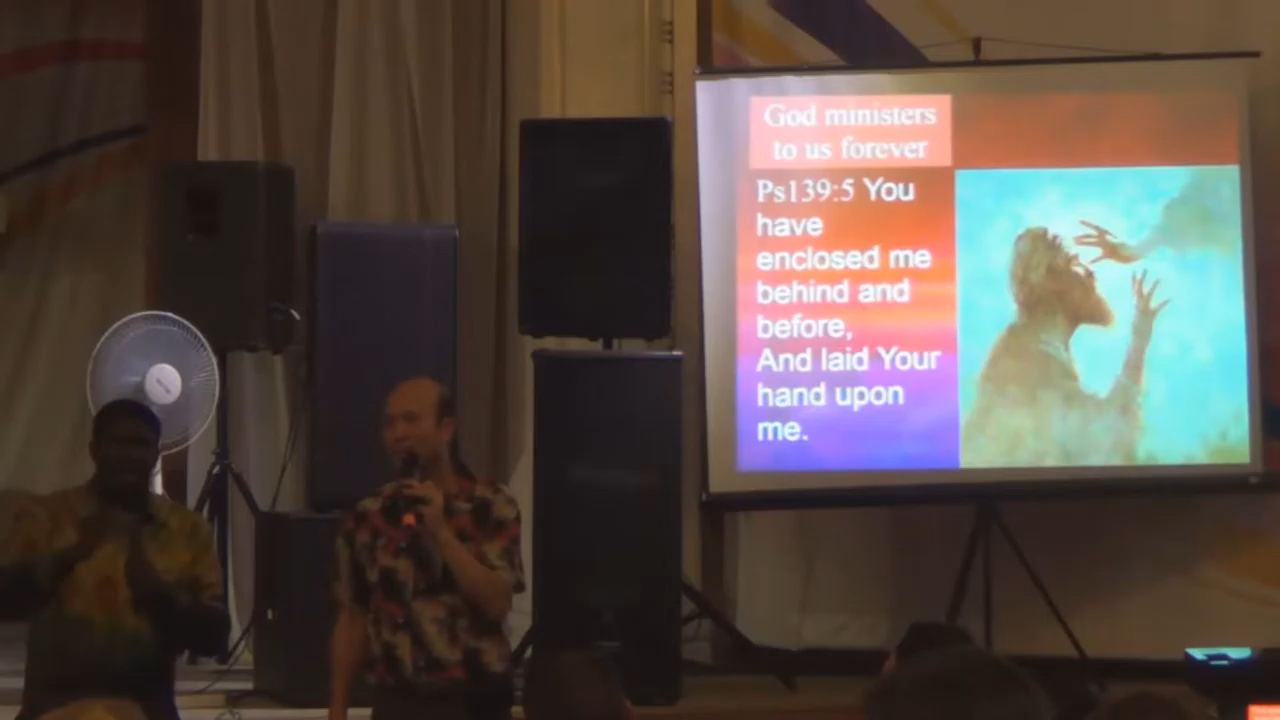 God ministers
to us forever
Ps139:5 You
have
enclosed me
behind and
before,
And laid Your
hand upon
me.